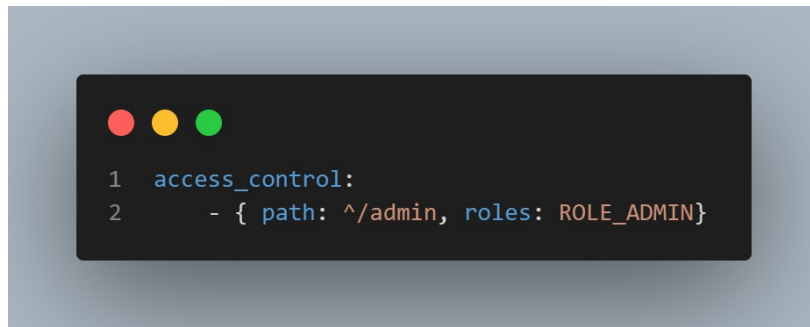 1 access_control:
2 - { path: ^/admin, roles: ROLE_ADMIN}